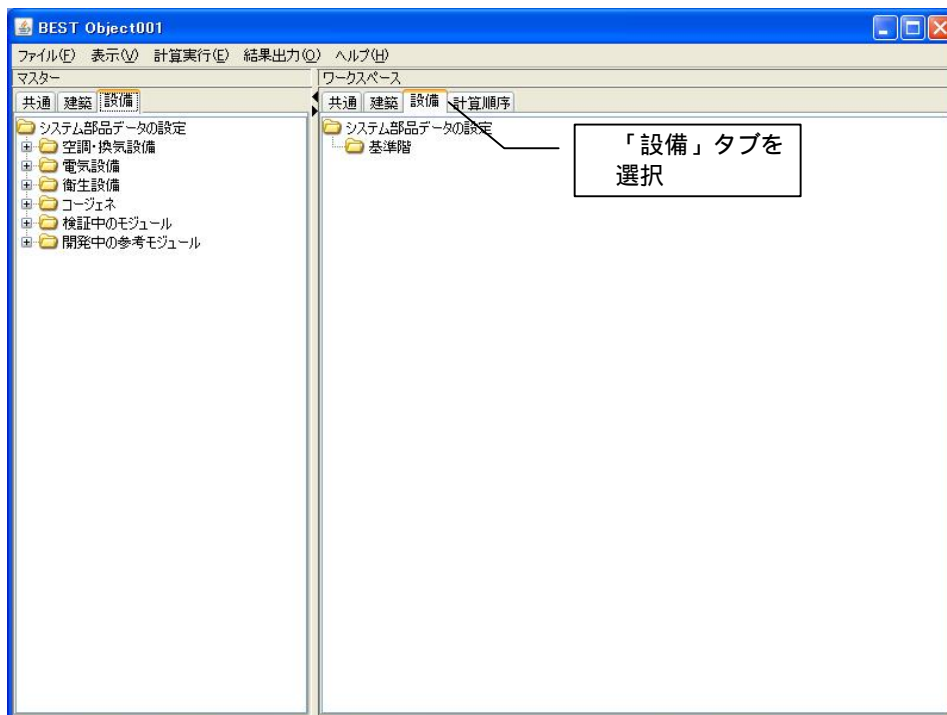 BEST Object001
ファイル(F) 表示(V) 計算実行(E) 結果出力(O) ヘルプ(H)
マスター
共通 建築 設備
システム部品データの設定
空調・換気設備
電気設備
衛生設備
コージェネ
検証中のモジュール
開発中の参考モジュール
ワークスペース
共通 建築 設備 計算順序
システム部品データの設定
基準階
「設備」タブを
選択